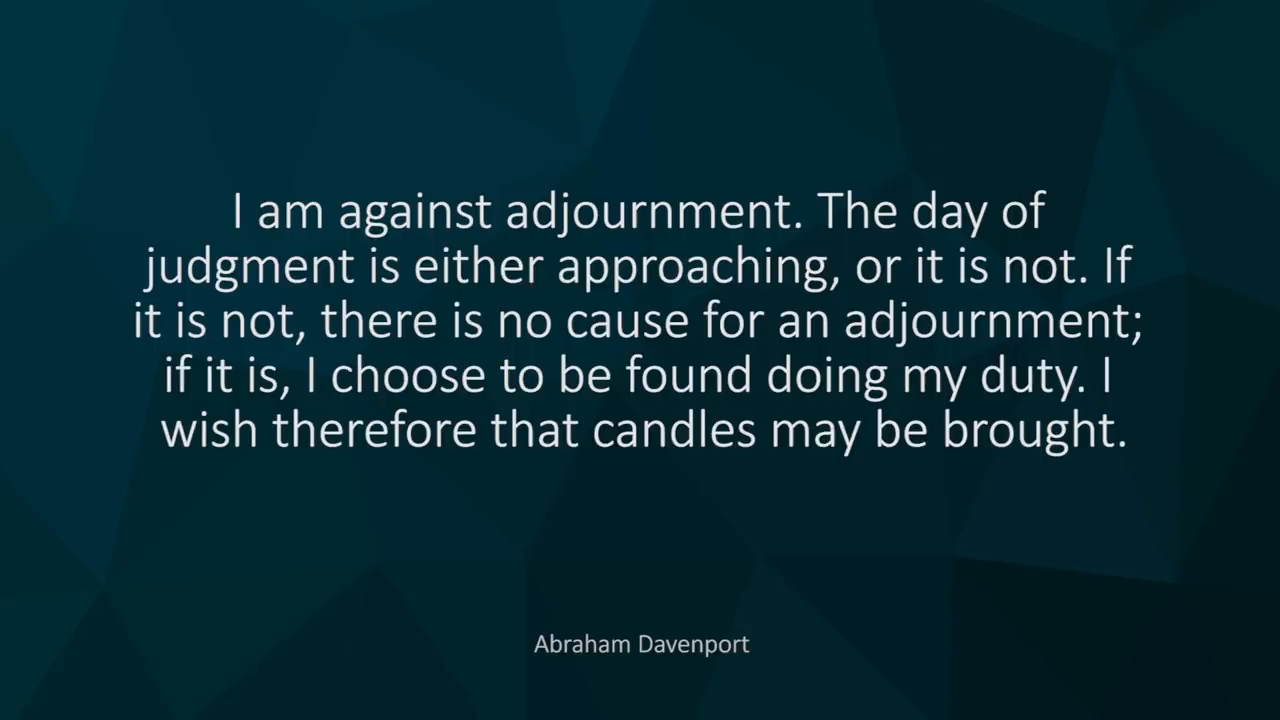 I am against adjournment. The day of
judgment is either approaching, or it is not. If
it is not, there is no cause for an adjournment;
if it is, I choose to be found doing my duty. I
wish therefore that candles may be brought.
Abraham Davenport